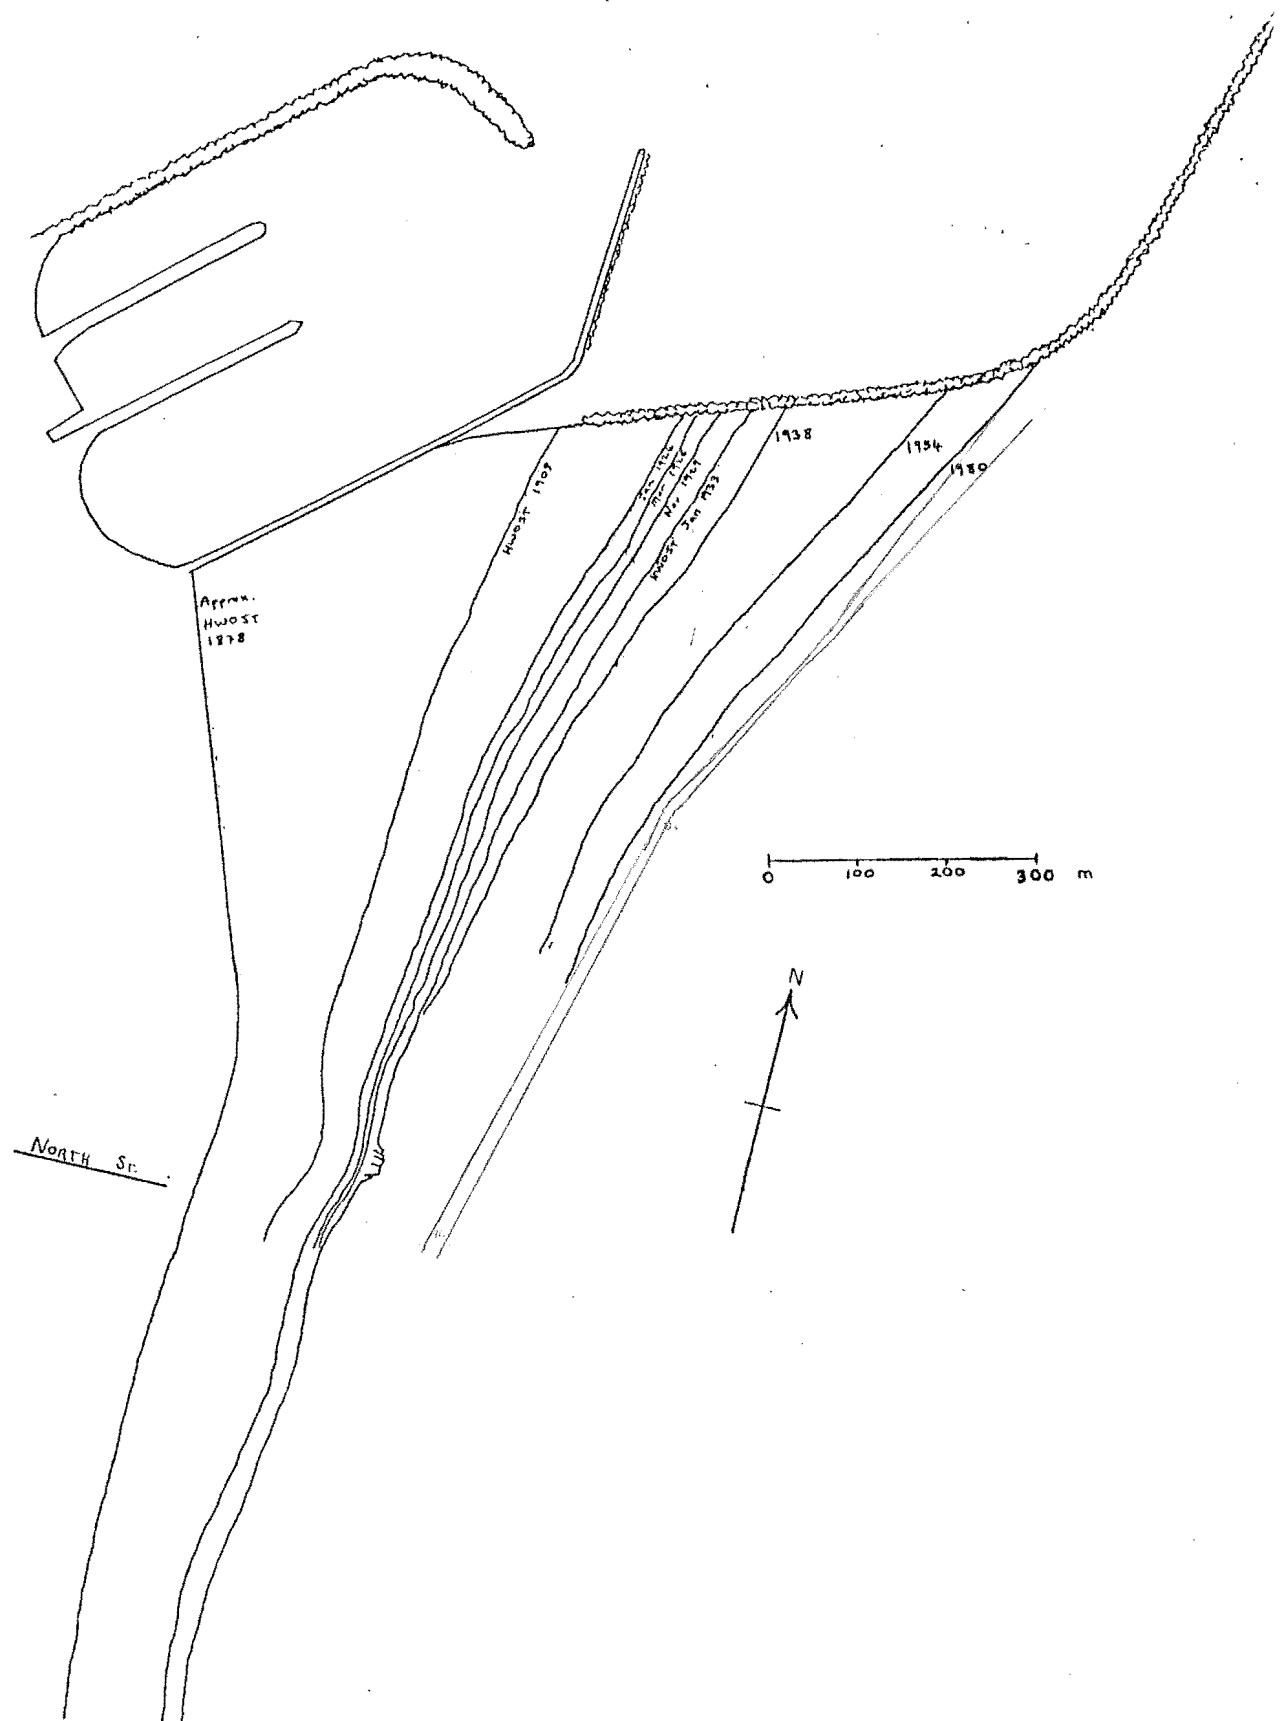 1938
1954
1980
HWOST 1909
Jan 1926
Mar 1926
Nov 1929
HWOST Jan 1933
Approx.
HWOST
1878
0 100 200 300 m
N
NORTH St.